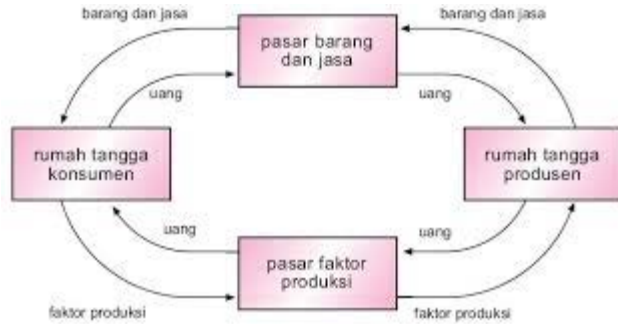 barang dan jasa
barang dan jasa
pasar barang
dan jasa
uang
uang
rumah tangga
konsumen
rumah tangga
produsen
uang
uang
pasar faktor
produksi
faktor produksi
faktor produksi